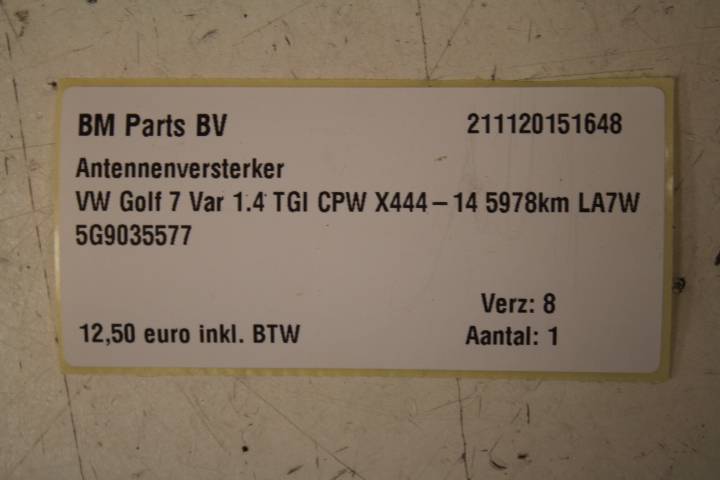 BM Parts BV 211120151648
Antennenversterker
VW Golf 7 Var 1.4 TGI CPW X444 – 14 5978km LA7W
5G9035577
Verz: 8
12,50 euro inkl. BTW Aantal: 1